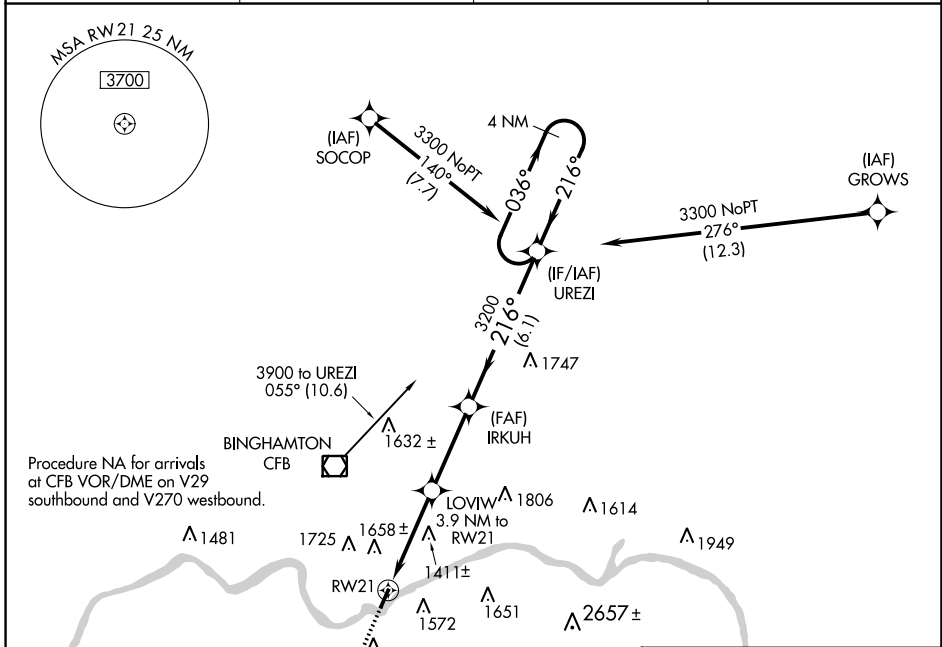 MSA RW21 25 NM
3700
(IAF)
SOCOP
3300 NoPT
140°
(7.7)
4 NM
036°
216°
(IAF)
GROWS
3300 NoPT
276°
(12.3)
(IF/IAF)
UREZI
3200
216°
(6.1)
1747
3900 to UREZI
055° (10.6)
(FAF)
IRKUH
BINGHAMTON
CFB
1632 ±
Procedure NA for arrivals
at CFB VOR/DME on V29
southbound and V270 westbound.
LOVIW
3.9 NM to
RW21
1806
1614
1481
1725
1658 ±
1949
1411±
RW21
1572
1651
2657 ±